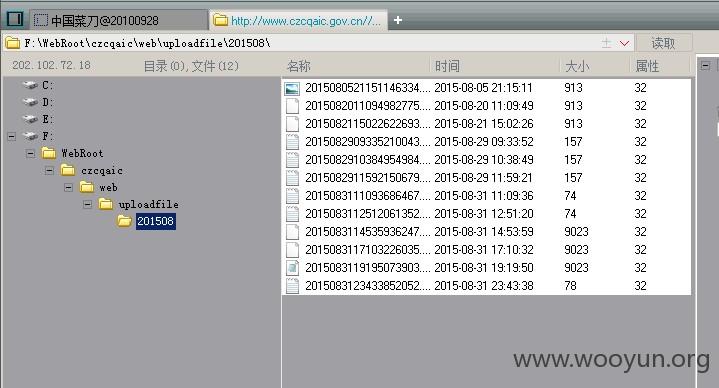 中国菜刀@20100928
http://www.czcqaic.gov.cn//...
F:\WebRoot\czcqaic\web\uploadfile\201508\
读取
202.102.72.18
目录(0),文件(12)
名称 时间 大小 属性
C:
D:
E:
F:
WebRoot
czcqaic
web
uploadfile
201508
2015080521151146334.... 2015-08-05 21:15:11 913 32
2015082011094982775.... 2015-08-20 11:09:49 913 32
2015082115022622693.... 2015-08-21 15:02:26 913 32
2015082909335210043.... 2015-08-29 09:33:52 157 32
2015082910384954984.... 2015-08-29 10:38:49 157 32
2015082911592150679.... 2015-08-29 11:59:21 157 32
2015083111093686467.... 2015-08-31 11:09:36 74 32
2015083112512061352.... 2015-08-31 12:51:20 74 32
2015083114535936247.... 2015-08-31 14:53:59 9023 32
2015083117103226035.... 2015-08-31 17:10:32 9023 32
2015083119195073903.... 2015-08-31 19:19:50 9023 32
2015083123433852052.... 2015-08-31 23:43:38 78 32
www.wooyun.org